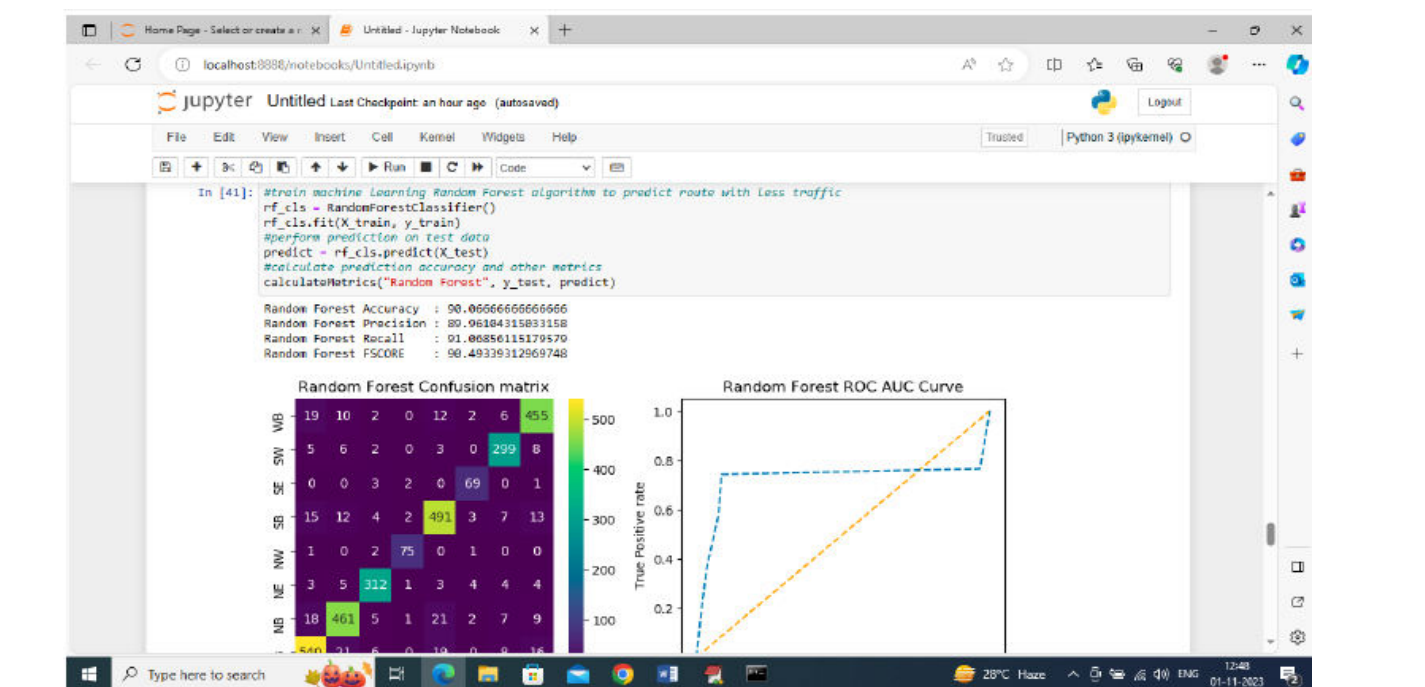 Home Page - Select or create a n
Untitled - Jupyter Notebook
localhost:8888/notebooks/Untitled.ipynb
jupyter Untitled Last Checkpoint: an hour ago (autosaved)
Logout
File Edit View Insert Cell Kernel Widgets Help
Trusted
Python 3 (ipykernel)
Run
Code
In [41]: #train machine learning Random Forest algorithm to predict route with less traffic
rf_cls = RandomForestClassifier()
rf_cls.fit(X_train, y_train)
#perform prediction on test data
predict = rf_cls.predict(X_test)
#calculate prediction accuracy and other metrics
calculateMetrics("Random Forest", y_test, predict)
Random Forest Accuracy : 90.06666666666666
Random Forest Precision : 89.96104315033158
Random Forest Recall : 91.06856115179579
Random Forest FSCORE : 90.49339312969748
Random Forest Confusion matrix
WB 19 10 2 0 12 2 6 455
SW 5 6 2 0 3 0 299 8
SE 0 0 3 2 0 69 0 1
SB 15 12 4 2 491 3 7 13
NW 1 0 2 75 0 1 0 0
NE 3 5 312 1 3 4 4 4
NB 18 461 5 1 21 2 7 9
540 21 6 0 19 0 16
500
400
300
200
100
Random Forest ROC AUC Curve
True Positive rate
1.0
0.8
0.6
0.4
0.2
Type here to search
28°C Haze
ENG
12:48
01-11-2023